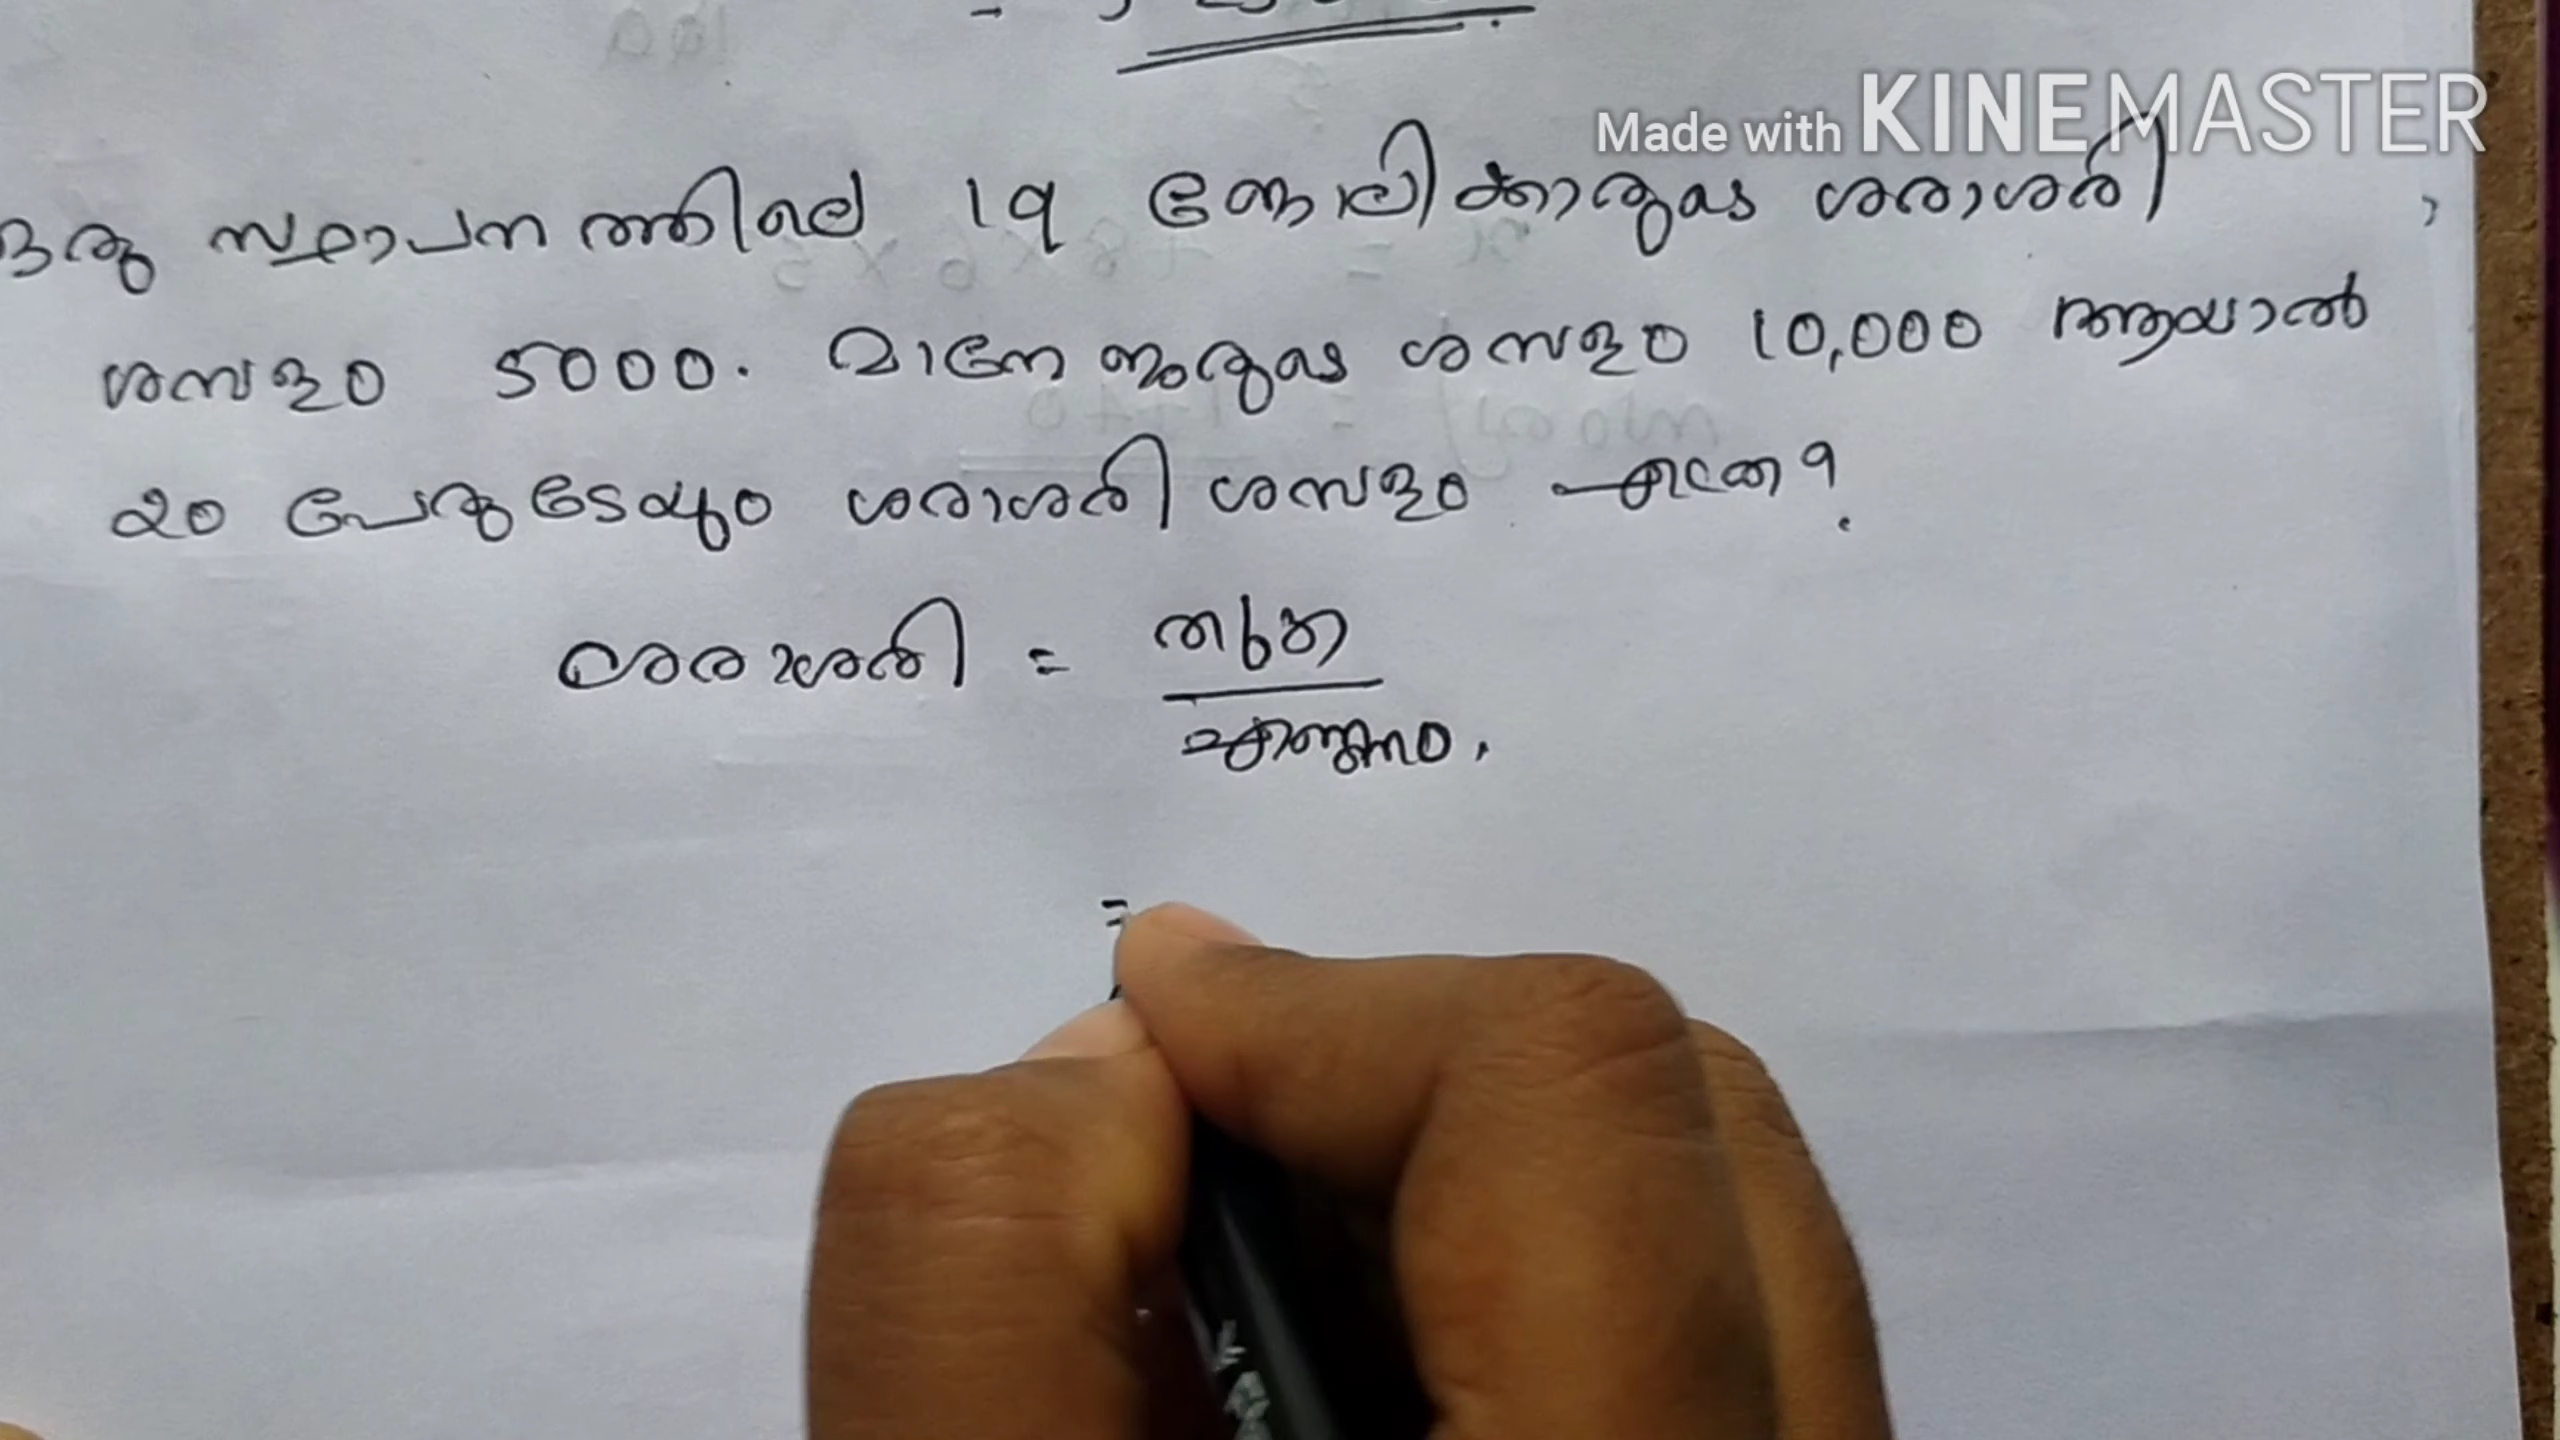 Made with KINEMASTER
ഒരു സ്ഥാപനത്തിലെ 19 ജോലിക്കാരുടെ ശരാശരി
ശമ്പളം 5000. മാനേജരുടെ ശമ്പളം 10,000 ആയാൽ
20 പേരുടേയും ശരാശരി ശമ്പളം എത്ര?
ശരാശരി = തുക
എണ്ണം.
=